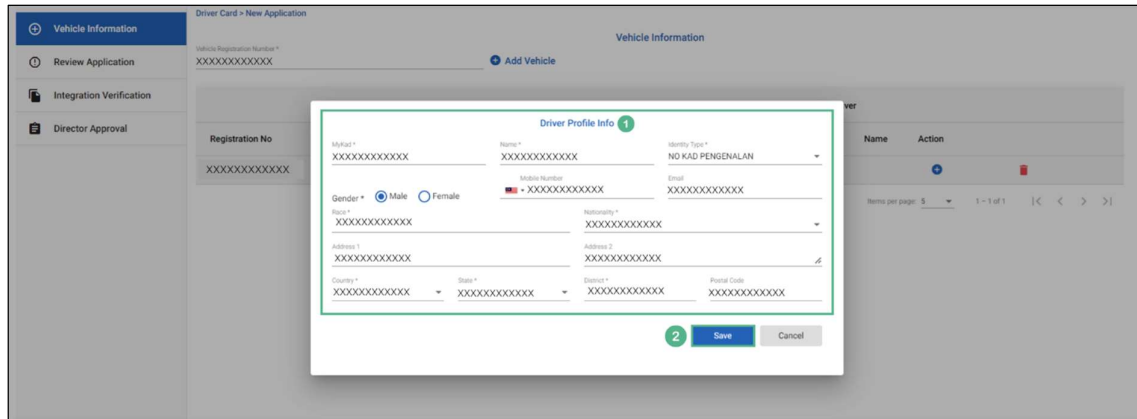 Driver Card > New Application
Vehicle Information
Review Application
Integration Verification
Director Approval
Vehicle Information
Vehicle Registration Number *
XXXXXXXXXXXX
Add Vehicle
ver
Registration No
Name
Action
XXXXXXXXXXXX
Items per page: 5
1 – 1 of 1
Driver Profile Info 1
MyKad *
Name *
Identity Type *
XXXXXXXXXXXX
XXXXXXXXXXXX
NO KAD PENGENALAN
Gender *
Male
Female
Mobile Number
XXXXXXXXXXXX
Email
XXXXXXXXXXXX
Race *
Nationality *
XXXXXXXXXXXX
XXXXXXXXXXXX
Address 1
Address 2
XXXXXXXXXXXX
XXXXXXXXXXXX
Country *
State *
District *
Postal Code
XXXXXXXXXXXX
XXXXXXXXXXXX
XXXXXXXXXXXX
XXXXXXXXXXXX
2
Save
Cancel